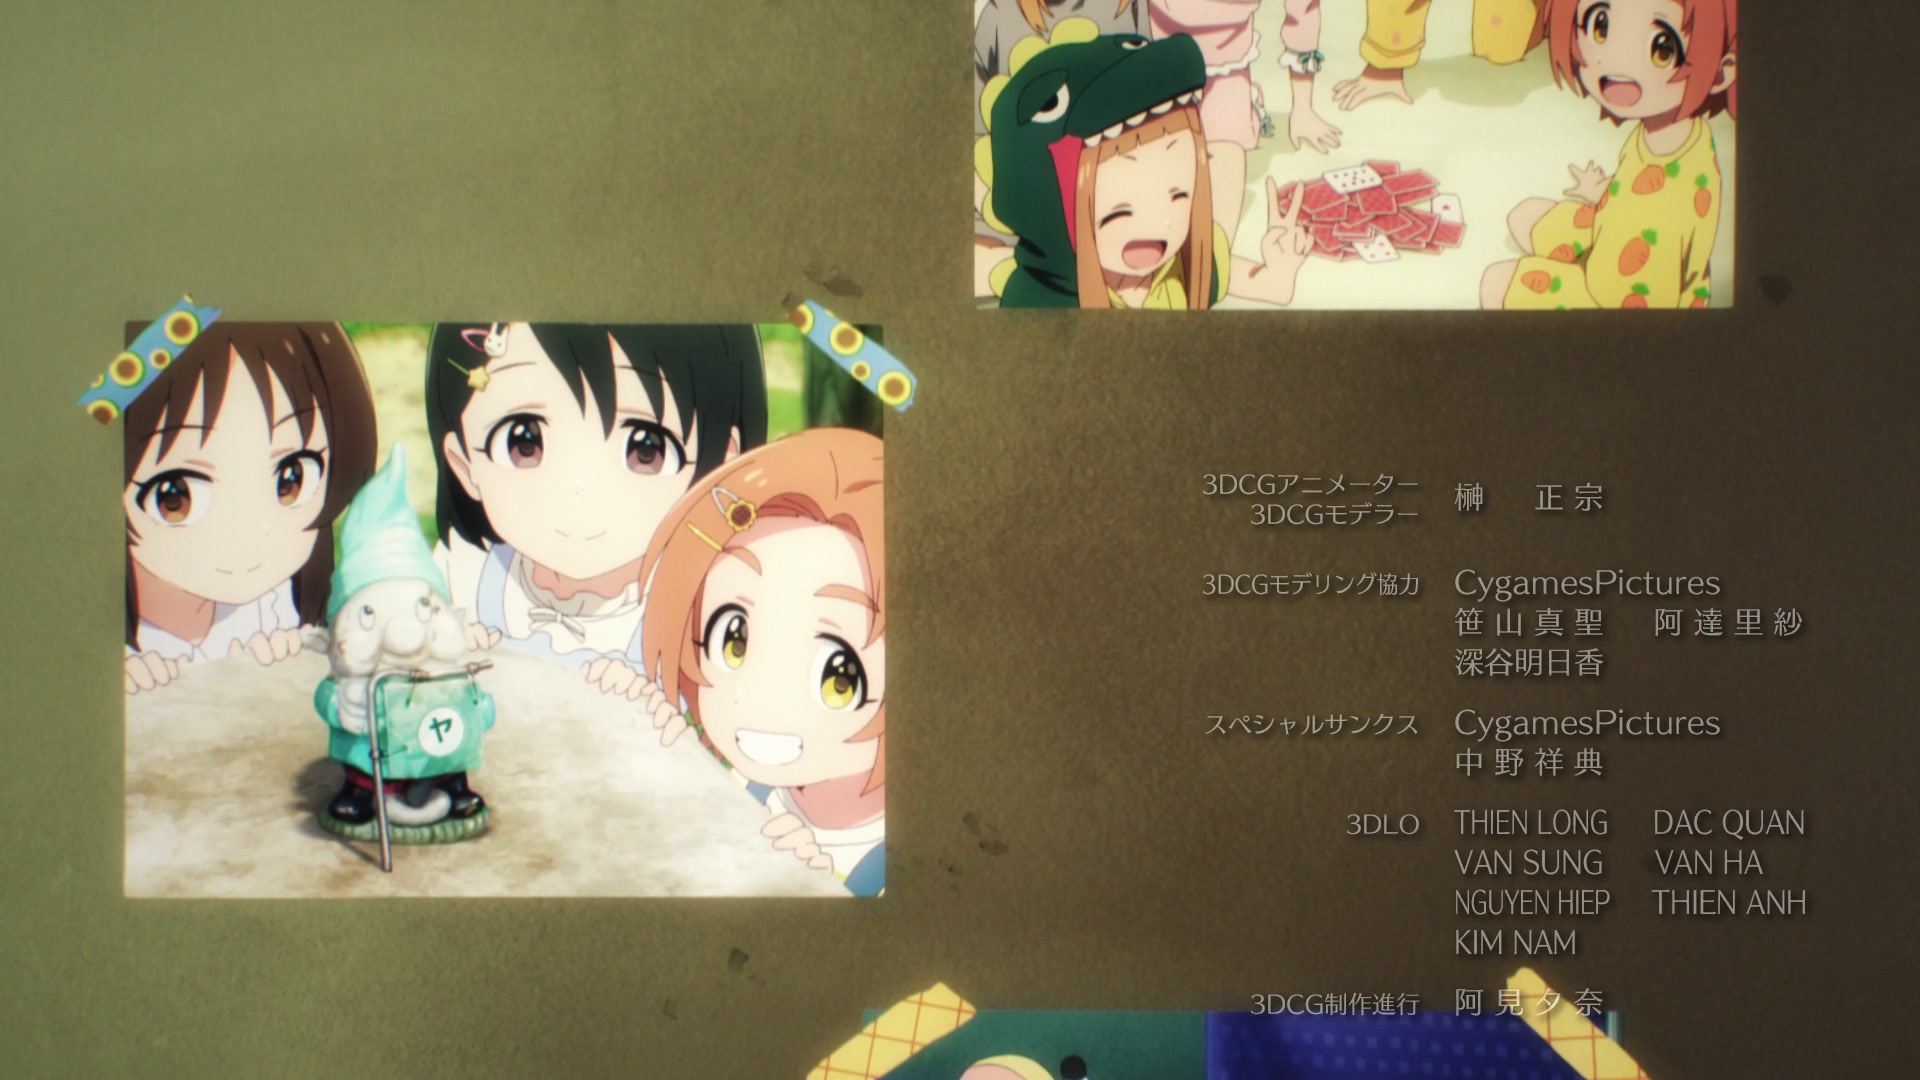 ヤ
3DCGアニメーター
3DCGモデラー
榊 正宗
3DCGモデリング協力 CygamesPictures
笹山真聖 阿達里紗
深谷明日香
スペシャルサンクス CygamesPictures
中野祥典
3DLO THIEN LONG DAC QUAN
VAN SUNG VAN HA
NGUYEN HIEP THIEN ANH
KIM NAM
3DCG制作進行 阿見夕奈